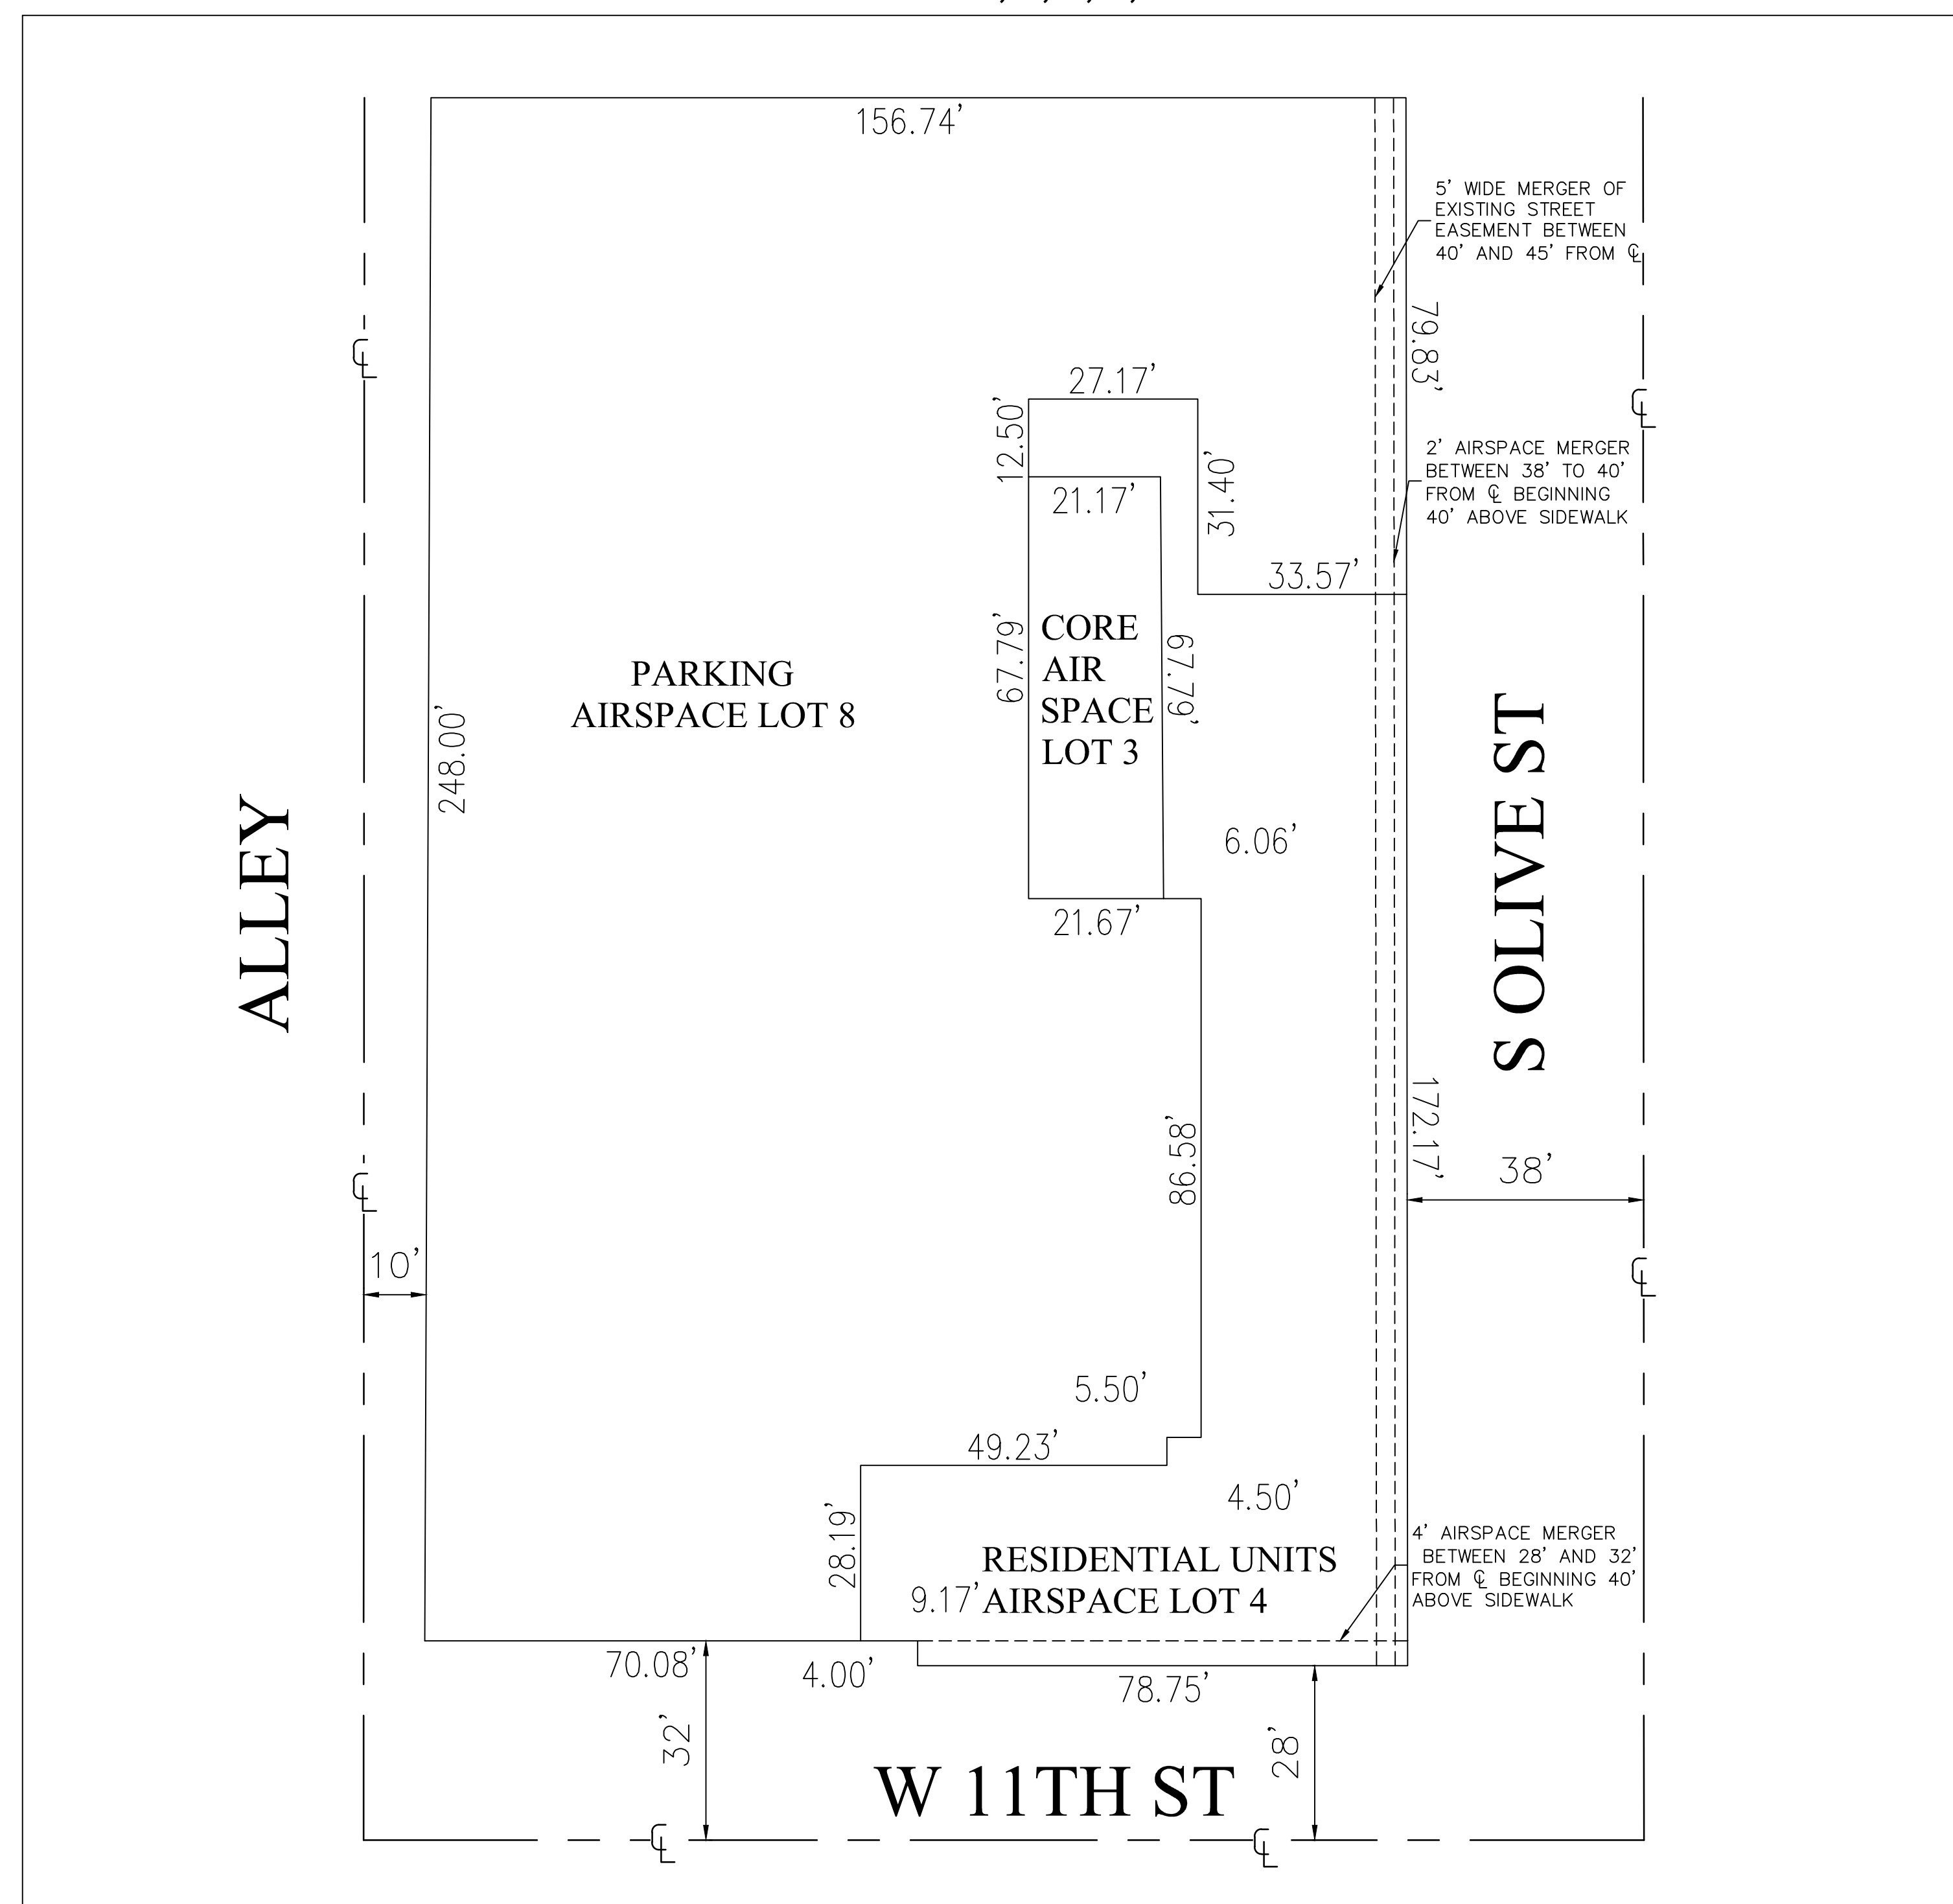 156.74'
5' WIDE MERGER OF
EXISTING STREET
EASEMENT BETWEEN
40' AND 45' FROM ℄
79.83'
℄
27.17'
℄
12.50'
2' AIRSPACE MERGER
BETWEEN 38' TO 40'
FROM ℄ BEGINNING
40' ABOVE SIDEWALK
21.17'
31.40'
33.57'
CORE
AIR
SPACE
LOT 3
67.79'
67.79'
PARKING
AIRSPACE LOT 8
248.00'
ALLEY
S OLIVE ST
6.06'
21.67'
86.58'
172.17'
38'
℄
10'
℄
5.50'
49.23'
4.50'
28.19'
RESIDENTIAL UNITS
AIRSPACE LOT 4
9.17'
4' AIRSPACE MERGER
BETWEEN 28' AND 32'
FROM ℄ BEGINNING 40'
ABOVE SIDEWALK
70.08'
4.00'
78.75'
32'
28'
W 11TH ST
℄
℄